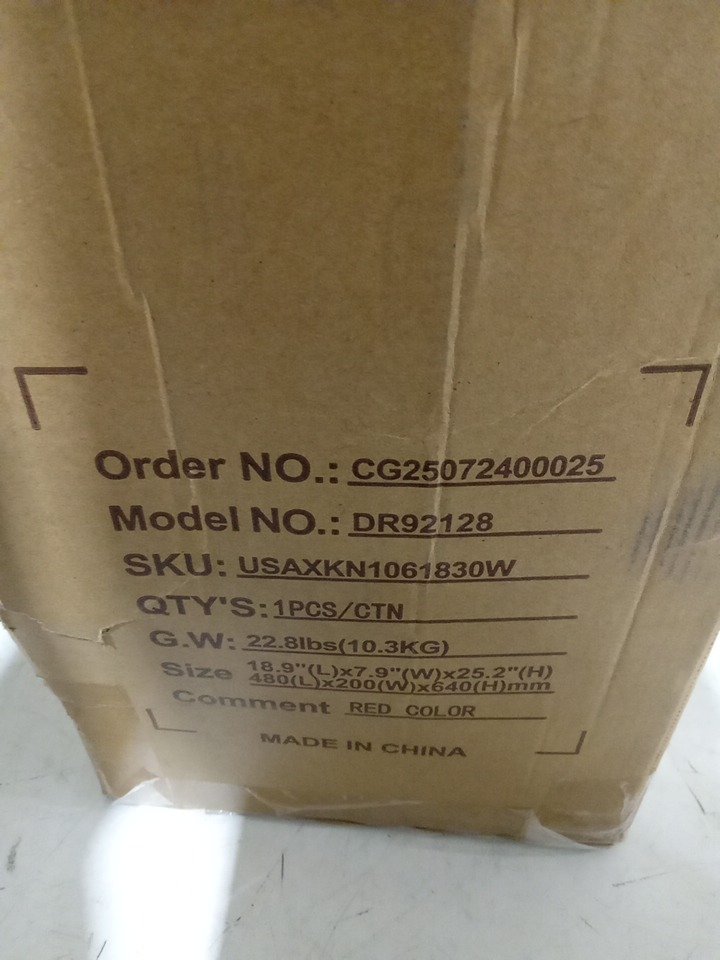 Order NO.: CG25072400025
Model NO.: DR92128
SKU: USAXKN1061830W
QTY'S: 1PCS/CTN
G.W: 22.8lbs(10.3KG)
Size 18.9"(L)x7.9"(W)x25.2"(H)
480(L)x200(W)x640(H)mm
Comment RED COLOR
MADE IN CHINA